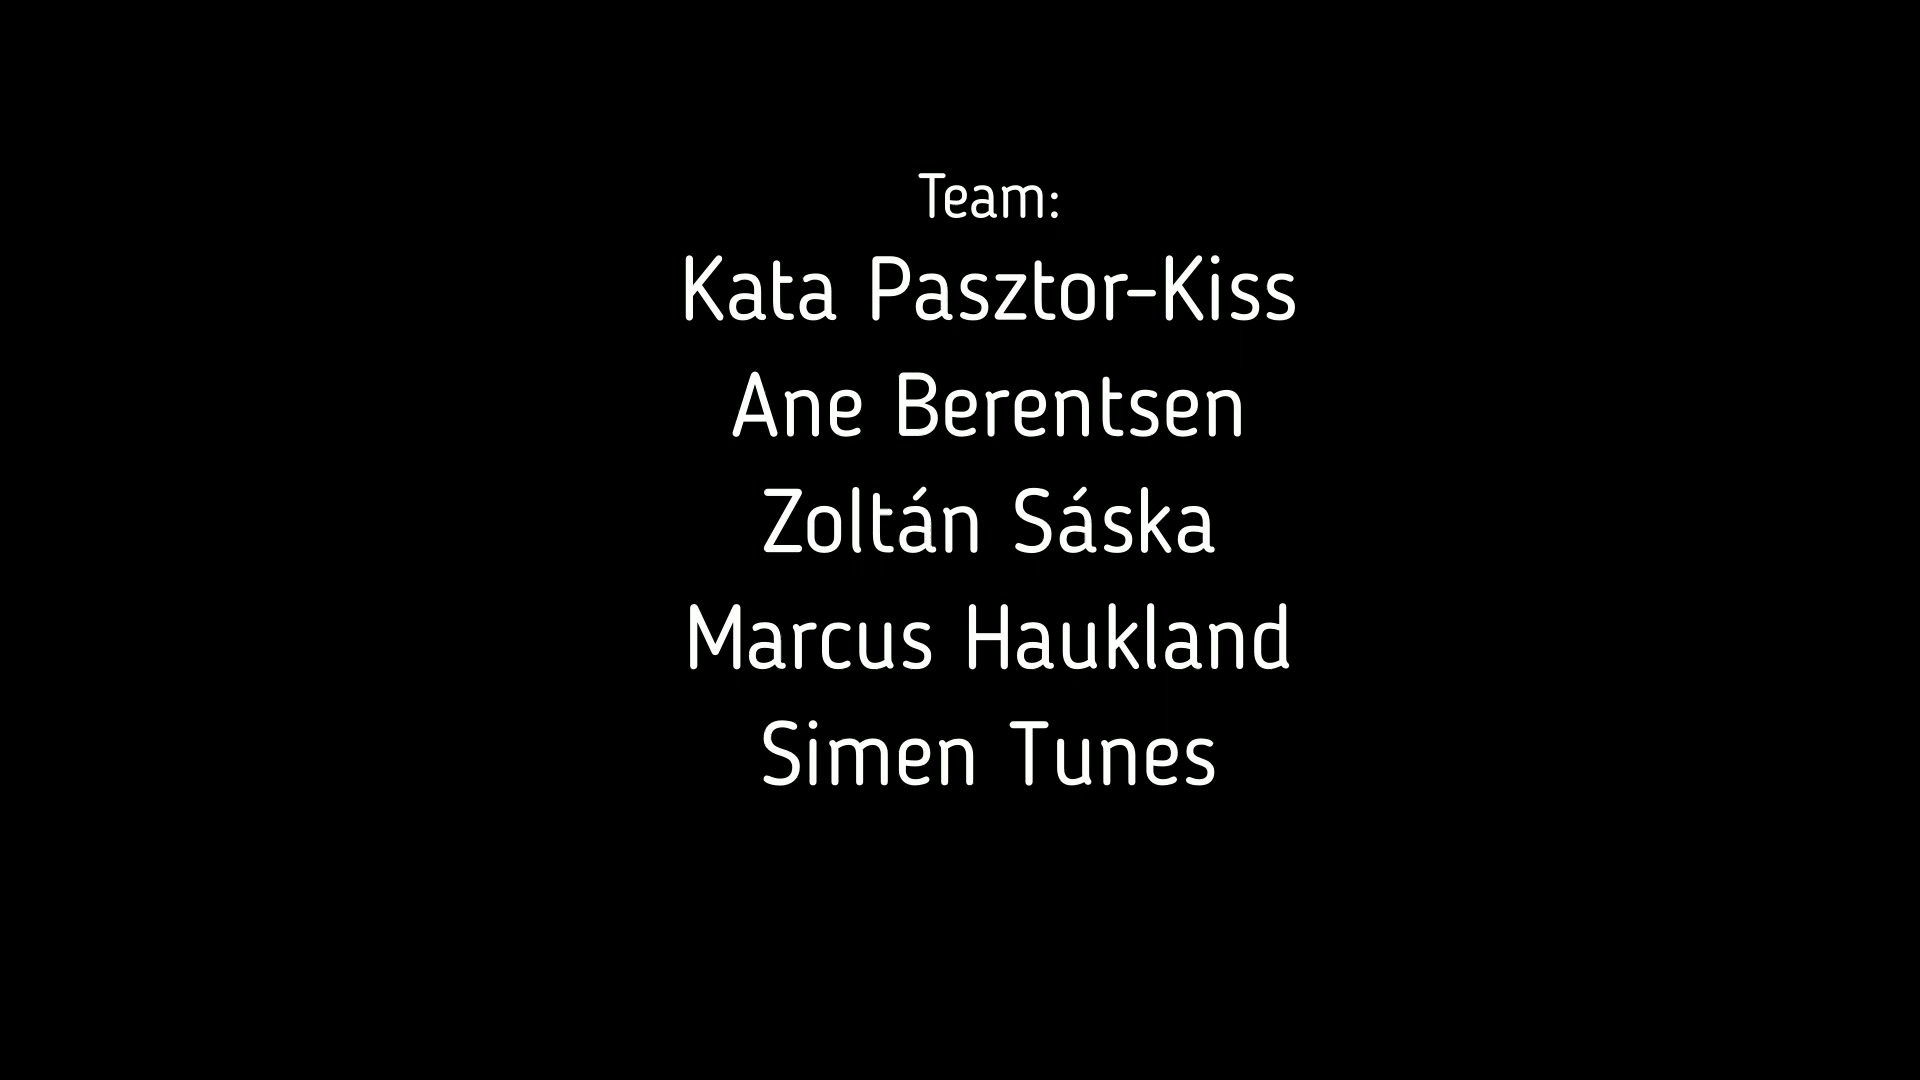 Team:
Kata Pasztor-Kiss
Ane Berentsen
Zoltán Sáska
Marcus Haukland
Simen Tunes